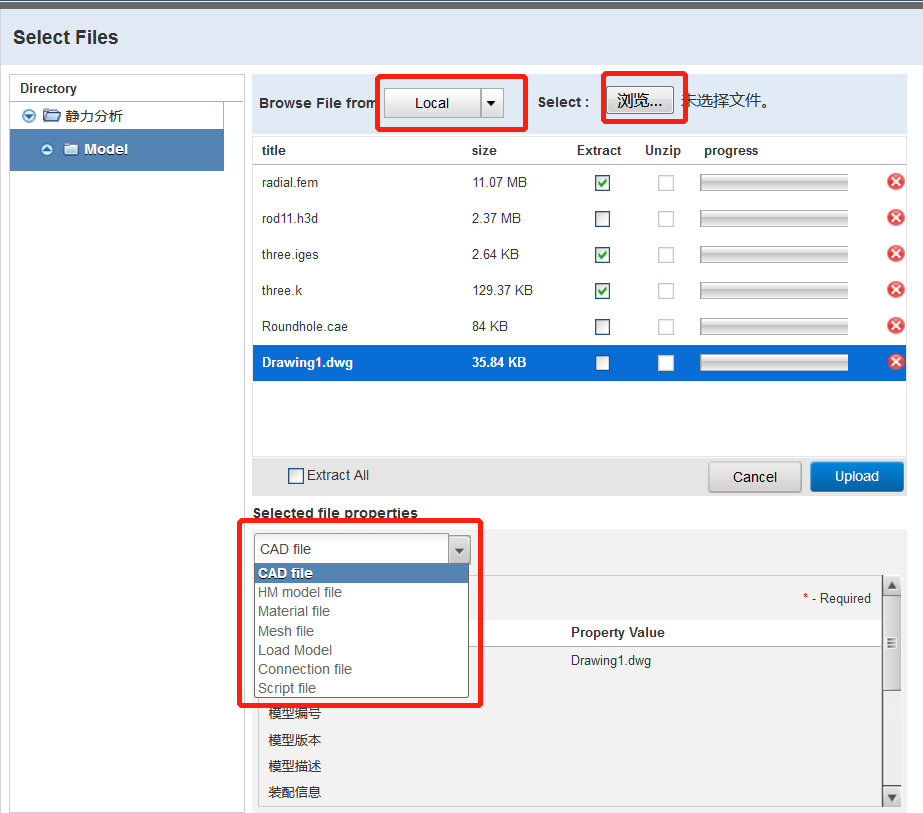 Select Files
Directory
静力分析
Model
Browse File from Local Select : 浏览... 未选择文件。
title size Extract Unzip progress
radial.fem 11.07 MB
rod11.h3d 2.37 MB
three.iges 2.64 KB
three.k 129.37 KB
Roundhole.cae 84 KB
Drawing1.dwg 35.84 KB
Extract All Cancel Upload
Selected file properties
CAD file
CAD file
HM model file
Material file
Mesh file
Load Model
Connection file
Script file
* - Required
Property Value
Drawing1.dwg
模型编号
模型版本
模型描述
装配信息